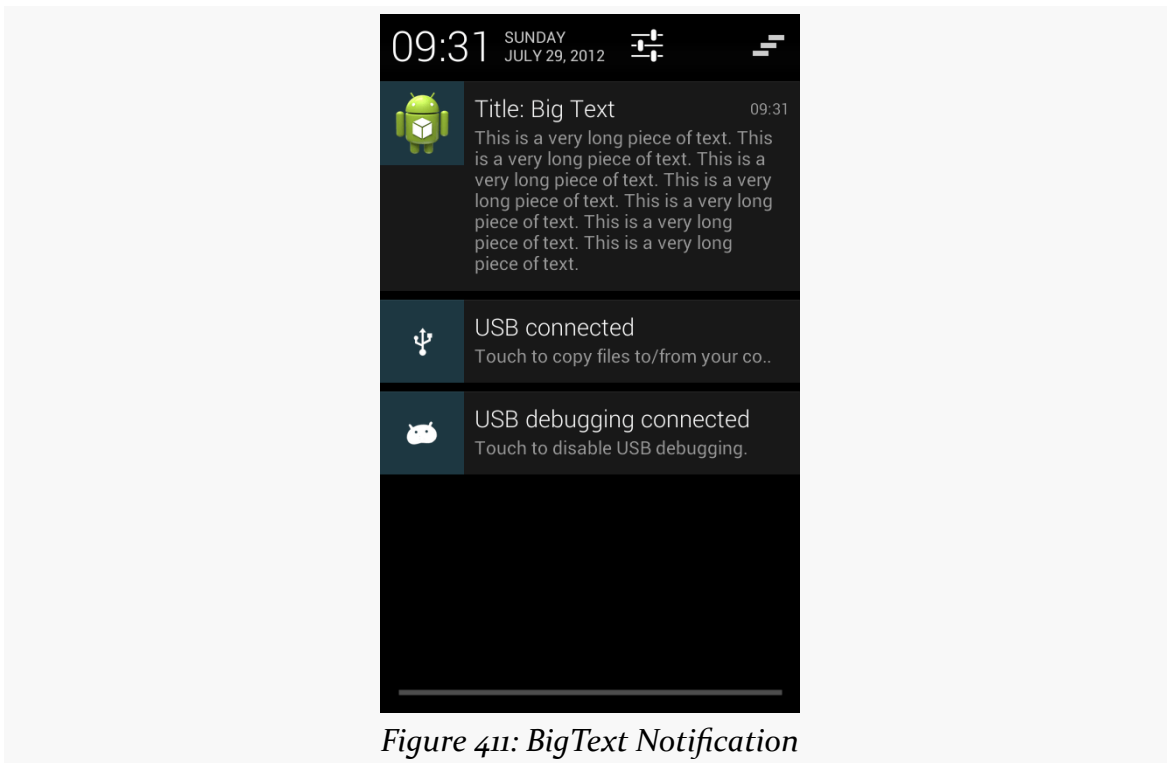 09:31
SUNDAY
JULY 29, 2012
Title: Big Text
09:31
This is a very long piece of text. This
is a very long piece of text. This is a
very long piece of text. This is a very
long piece of text. This is a very long
piece of text. This is a very long
piece of text. This is a very long
piece of text.
USB connected
Touch to copy files to/from your co..
USB debugging connected
Touch to disable USB debugging.
Figure 411: BigText Notification